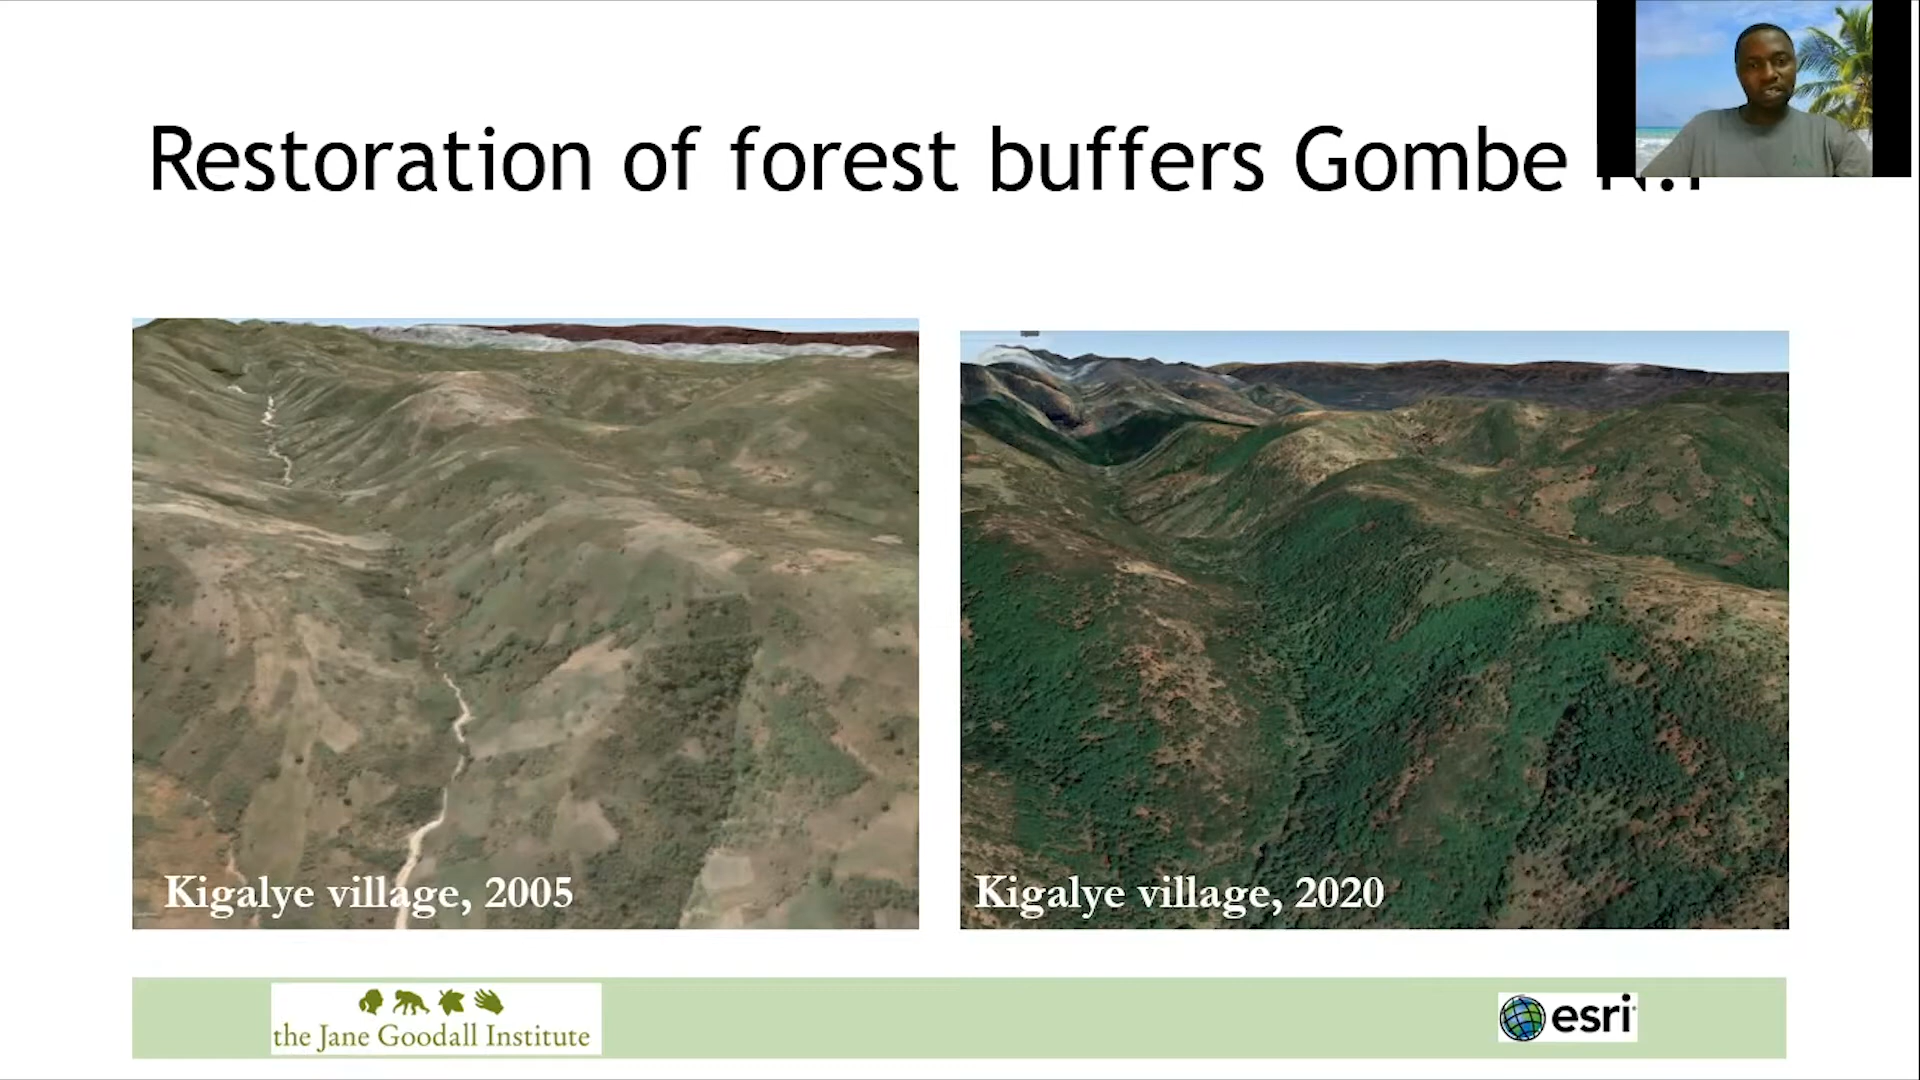 Restoration of forest buffers Gombe
Kigalye village, 2005
Kigalye village, 2020
the Jane Goodall Institute
esri